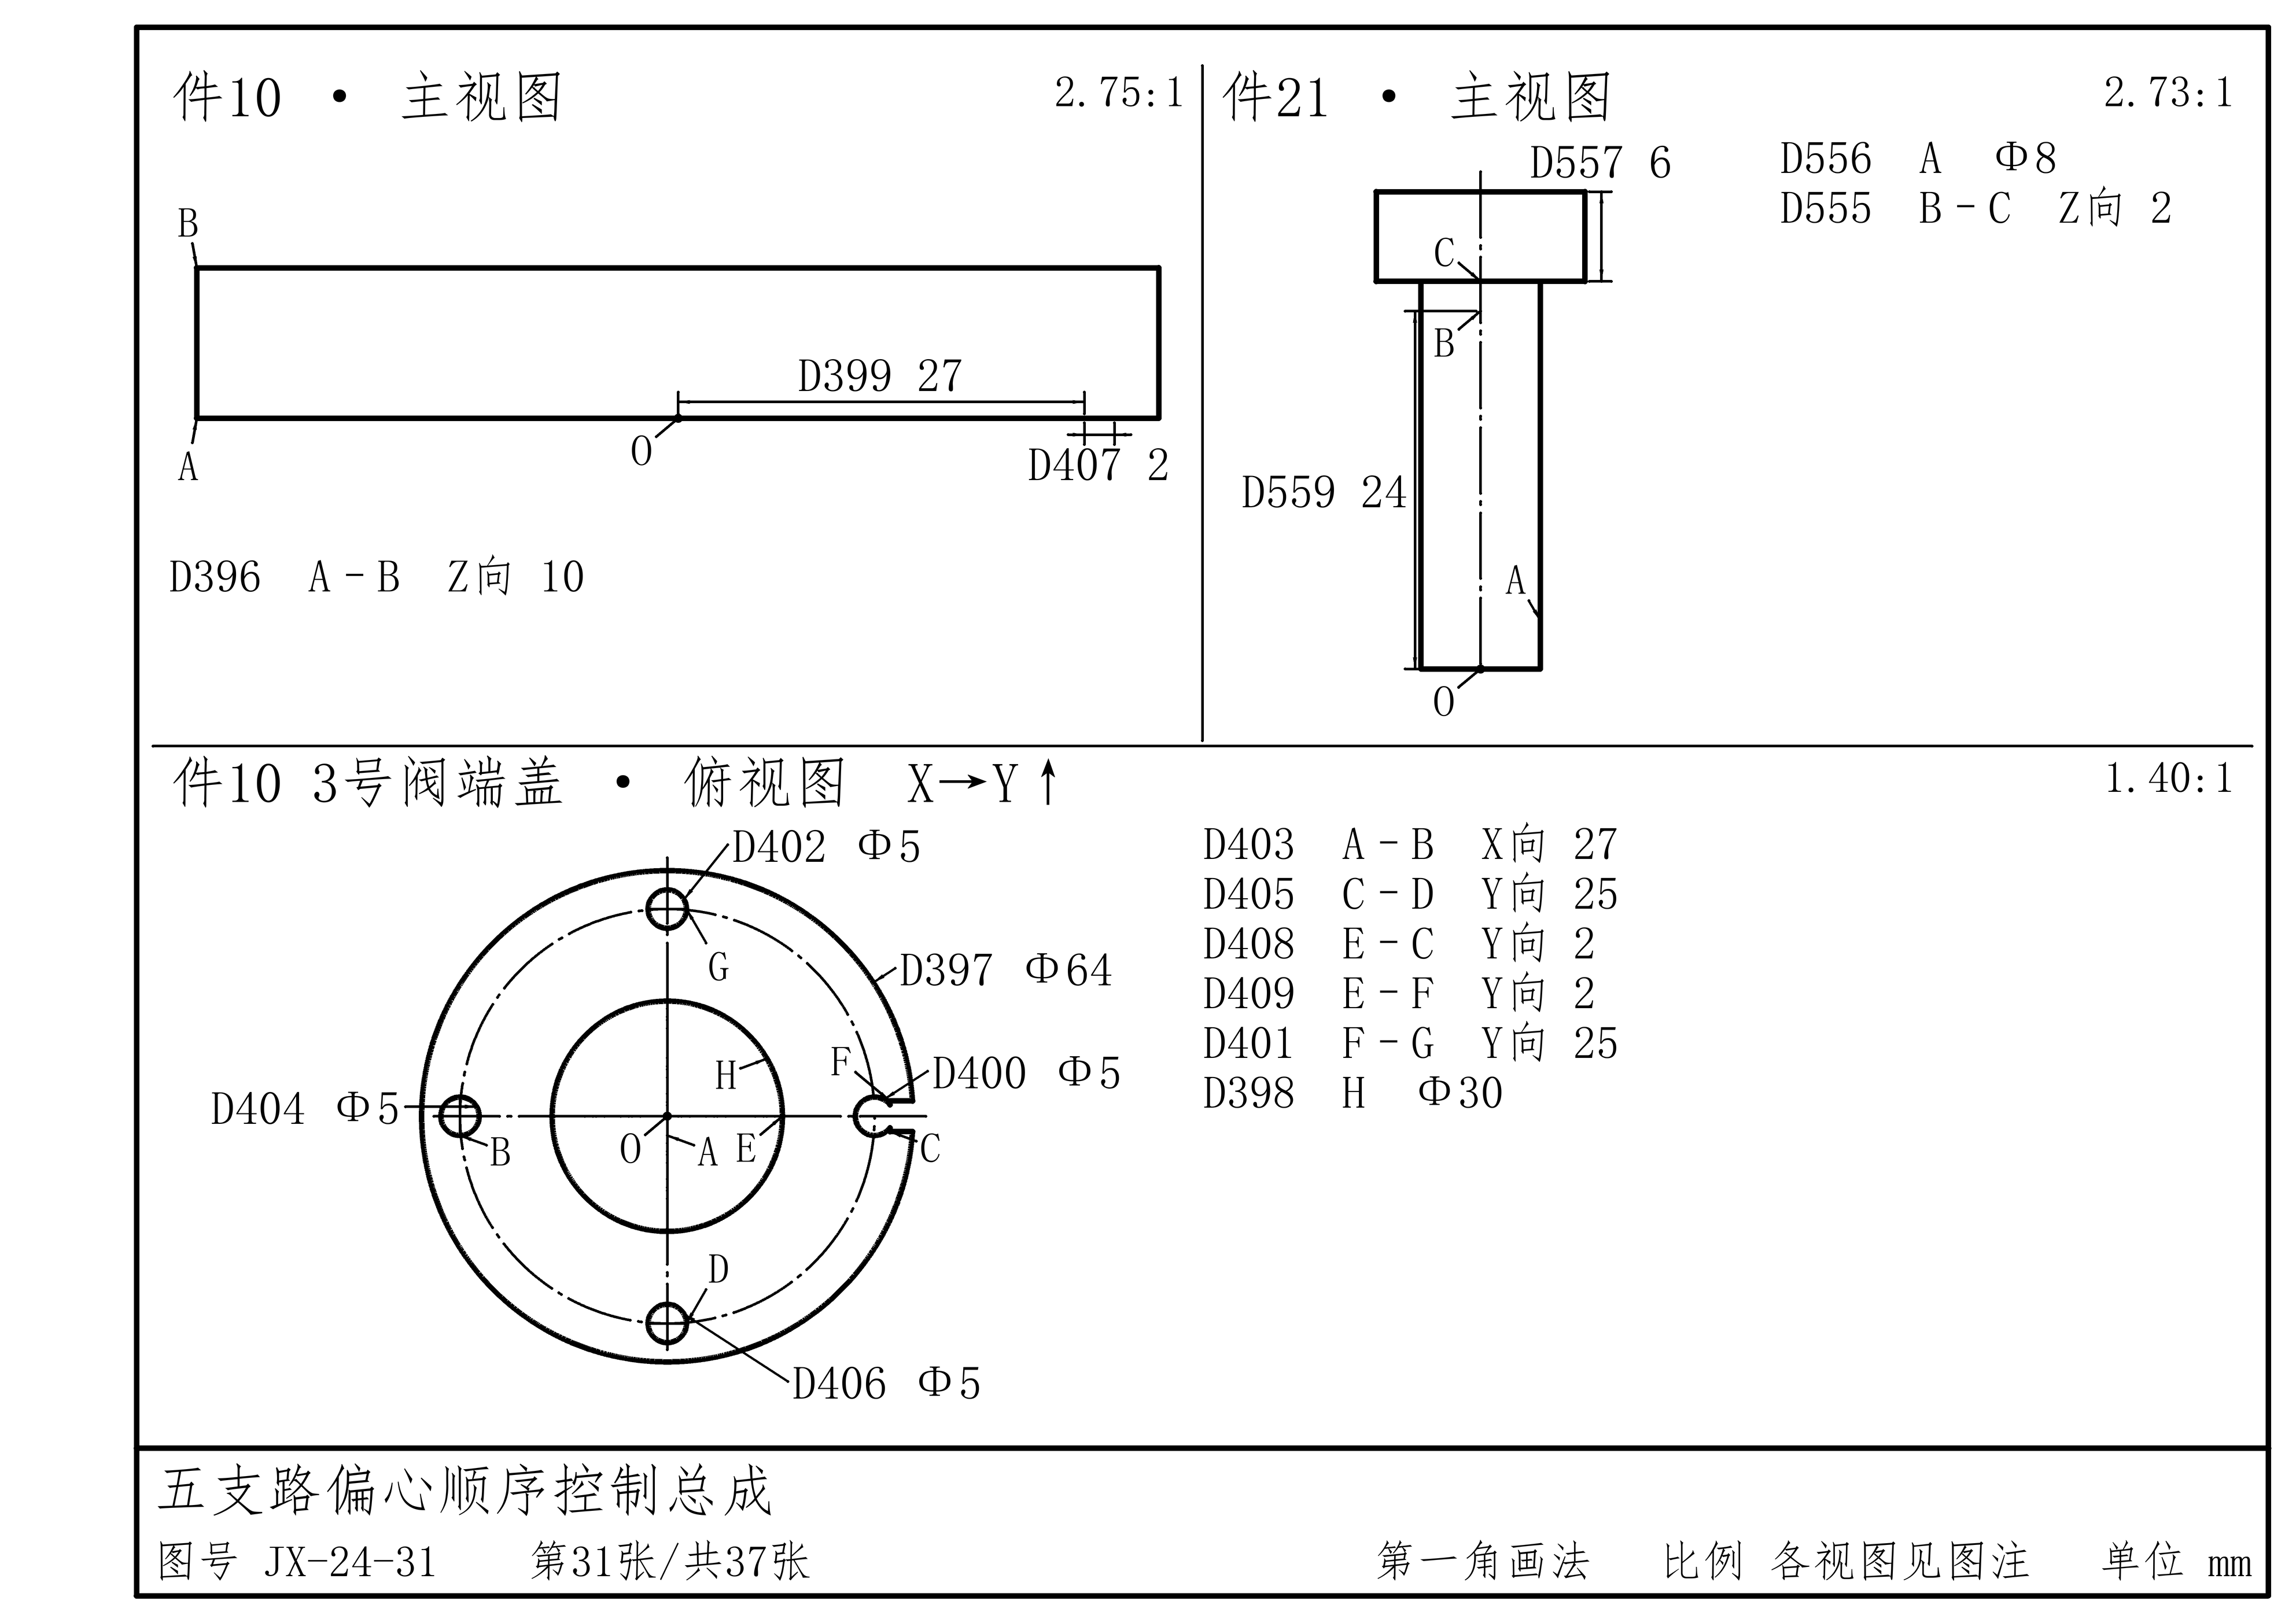 件10 • 主视图 2.75:1
B
D399 27
O
A
D407 2
D396 A-B Z向 10
件21 • 主视图 2.73:1
D557 6
D556 A Φ8
D555 B-C Z向 2
C
B
D559 24
A
O
件10 3号阀端盖 • 俯视图 X→Y↑ 1.40:1
D402 Φ5
G
D397 Φ64
H
F
D400 Φ5
D404 Φ5
B
O
A
E
C
D
D406 Φ5
D403 A-B X向 27
D405 C-D Y向 25
D408 E-C Y向 2
D409 E-F Y向 2
D401 F-G Y向 25
D398 H Φ30
五支路偏心顺序控制总成
图号 JX-24-31 第31张/共37张 第一角画法 比例 各视图见图注 单位 mm